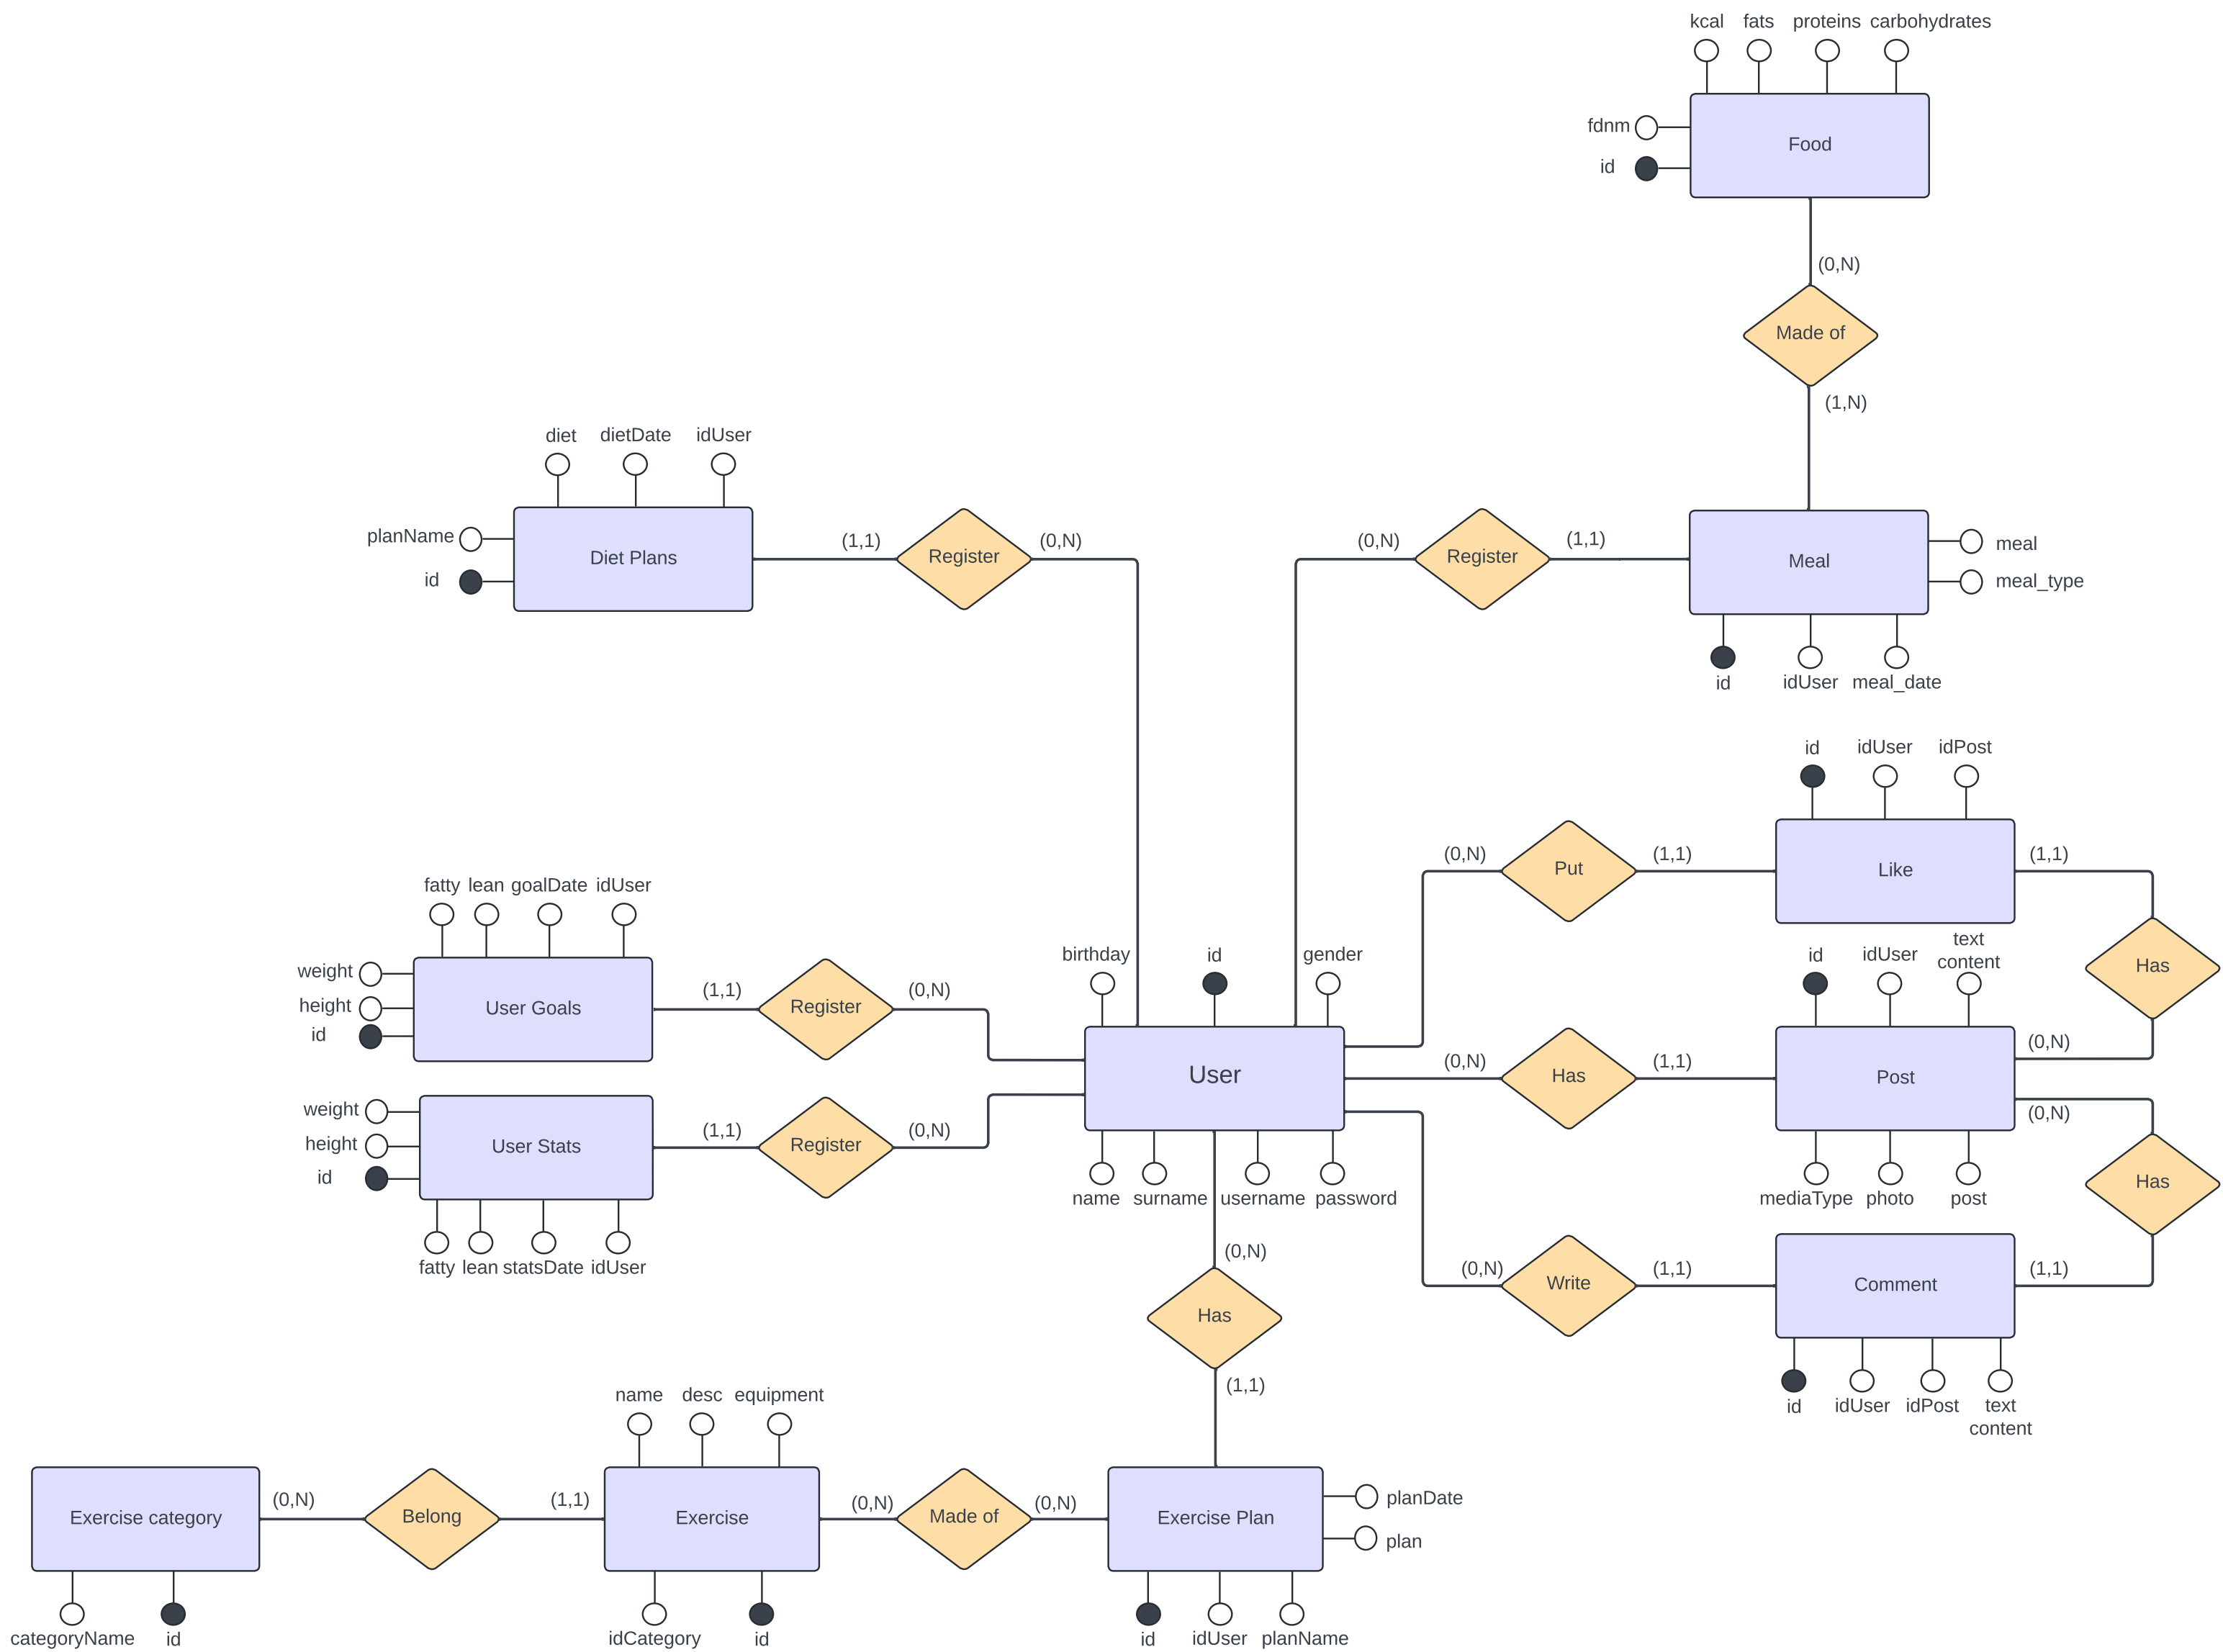 kcal fats proteins carbohydrates
fdnm
Food
id
(0,N)
Made of
(1,N)
diet dietDate idUser
planName
Diet Plans
id
(1,1) Register (0,N)
(0,N) Register (1,1)
Meal
meal
meal_type
id idUser meal_date
id idUser idPost
(0,N) Put (1,1)
Like
(1,1)
Has
fatty lean goalDate idUser
weight
height
id
User Goals
(1,1) Register (0,N)
birthday id gender
User
name surname username password
id idUser text
content
(0,N) Has (1,1)
Post
(0,N)
(0,N)
mediaType photo post
Has
weight
height
id
User Stats
(1,1) Register (0,N)
fatty lean statsDate idUser
(0,N) Write (1,1)
Comment
(1,1)
id idUser idPost text
content
(0,N)
Has
(1,1)
name desc equipment
Exercise category
(0,N) Belong (1,1)
Exercise
(0,N) Made of (0,N)
Exercise Plan
planDate
plan
categoryName id
idCategory id
id idUser planName